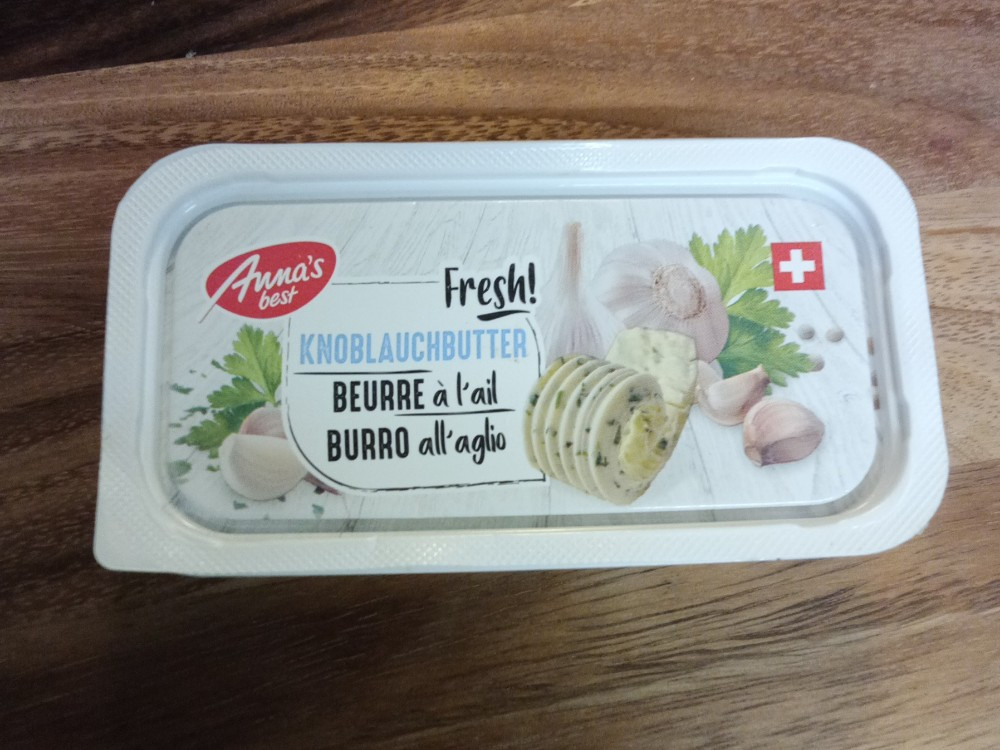 Anna's
best
Fresh!
KNOBLAUCHBUTTER
BEURRE à l'ail
BURRO all'aglio